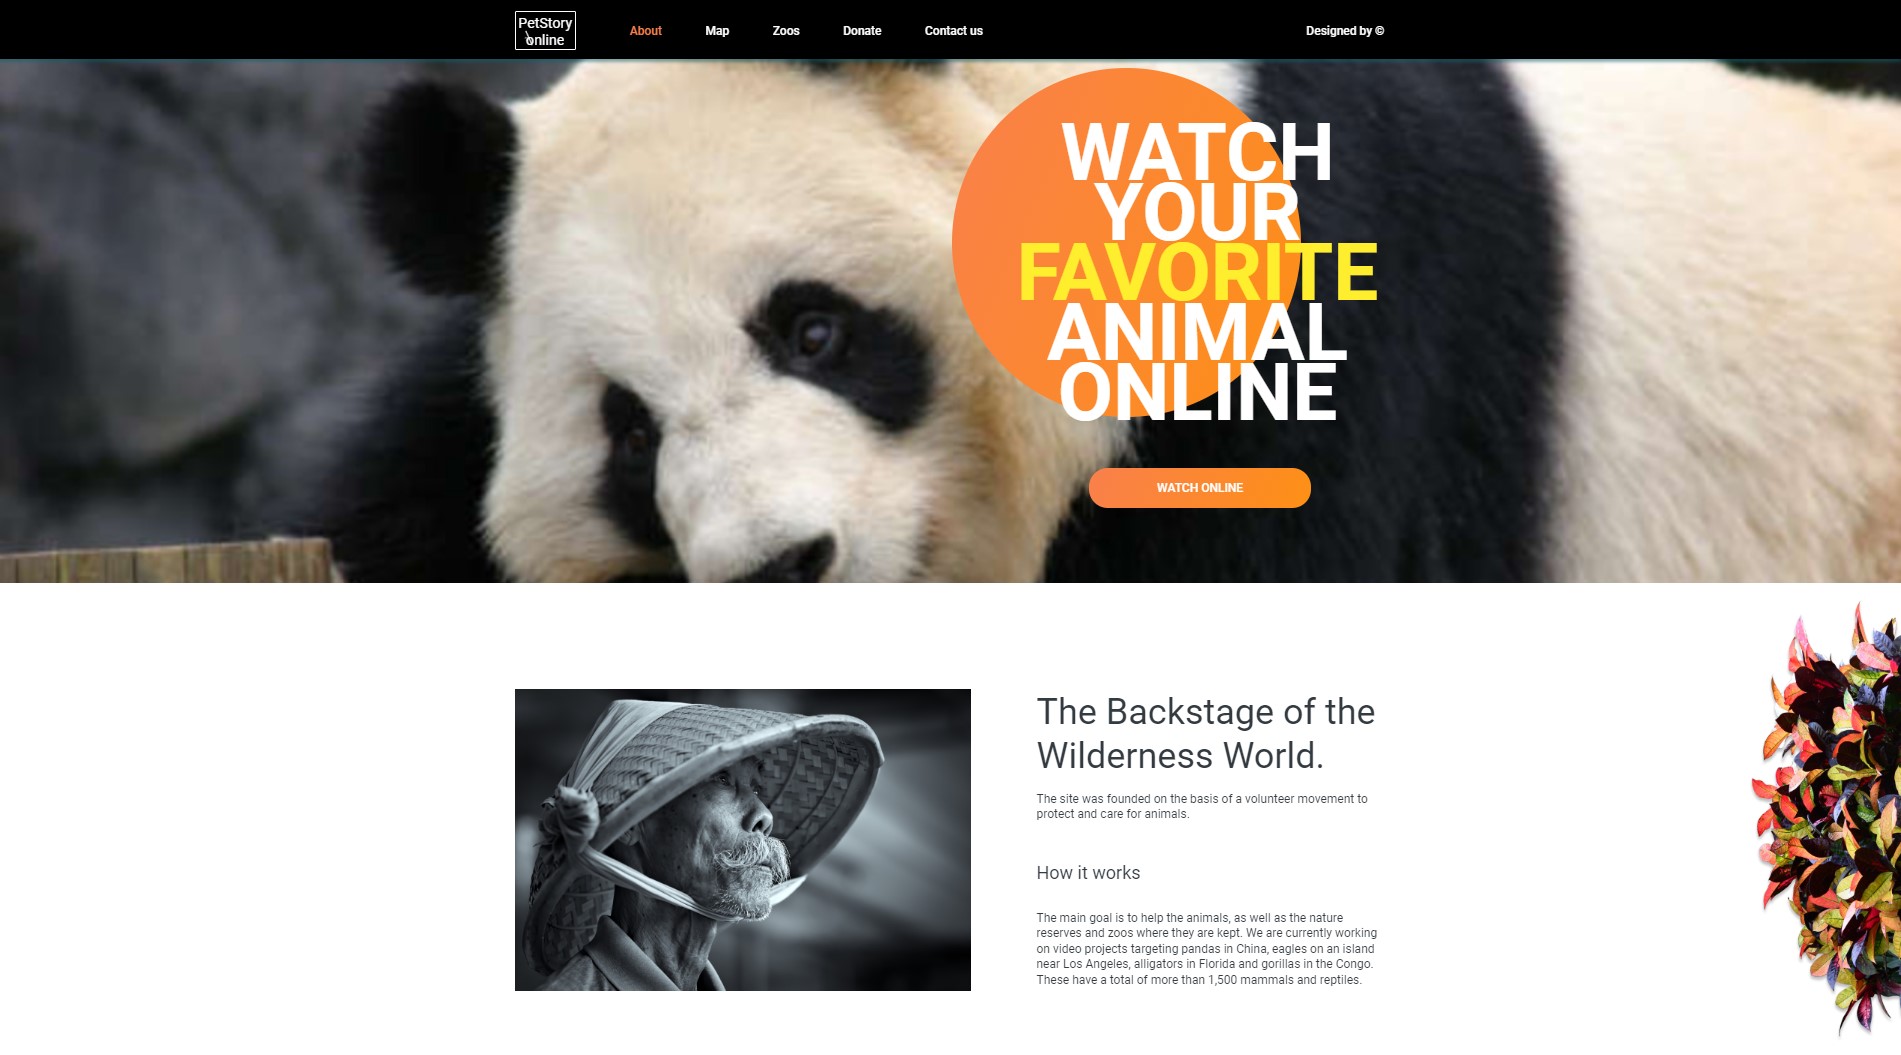 PetStory
online
About
Map
Zoos
Donate
Contact us
Designed by ©
WATCH
YOUR
FAVORITE
ANIMAL
ONLINE
WATCH ONLINE
The Backstage of the
Wilderness World.
The site was founded on the basis of a volunteer movement to
protect and care for animals.
How it works
The main goal is to help the animals, as well as the nature
reserves and zoos where they are kept. We are currently working
on video projects targeting pandas in China, eagles on an island
near Los Angeles, alligators in Florida and gorillas in the Congo.
These have a total of more than 1,500 mammals and reptiles.